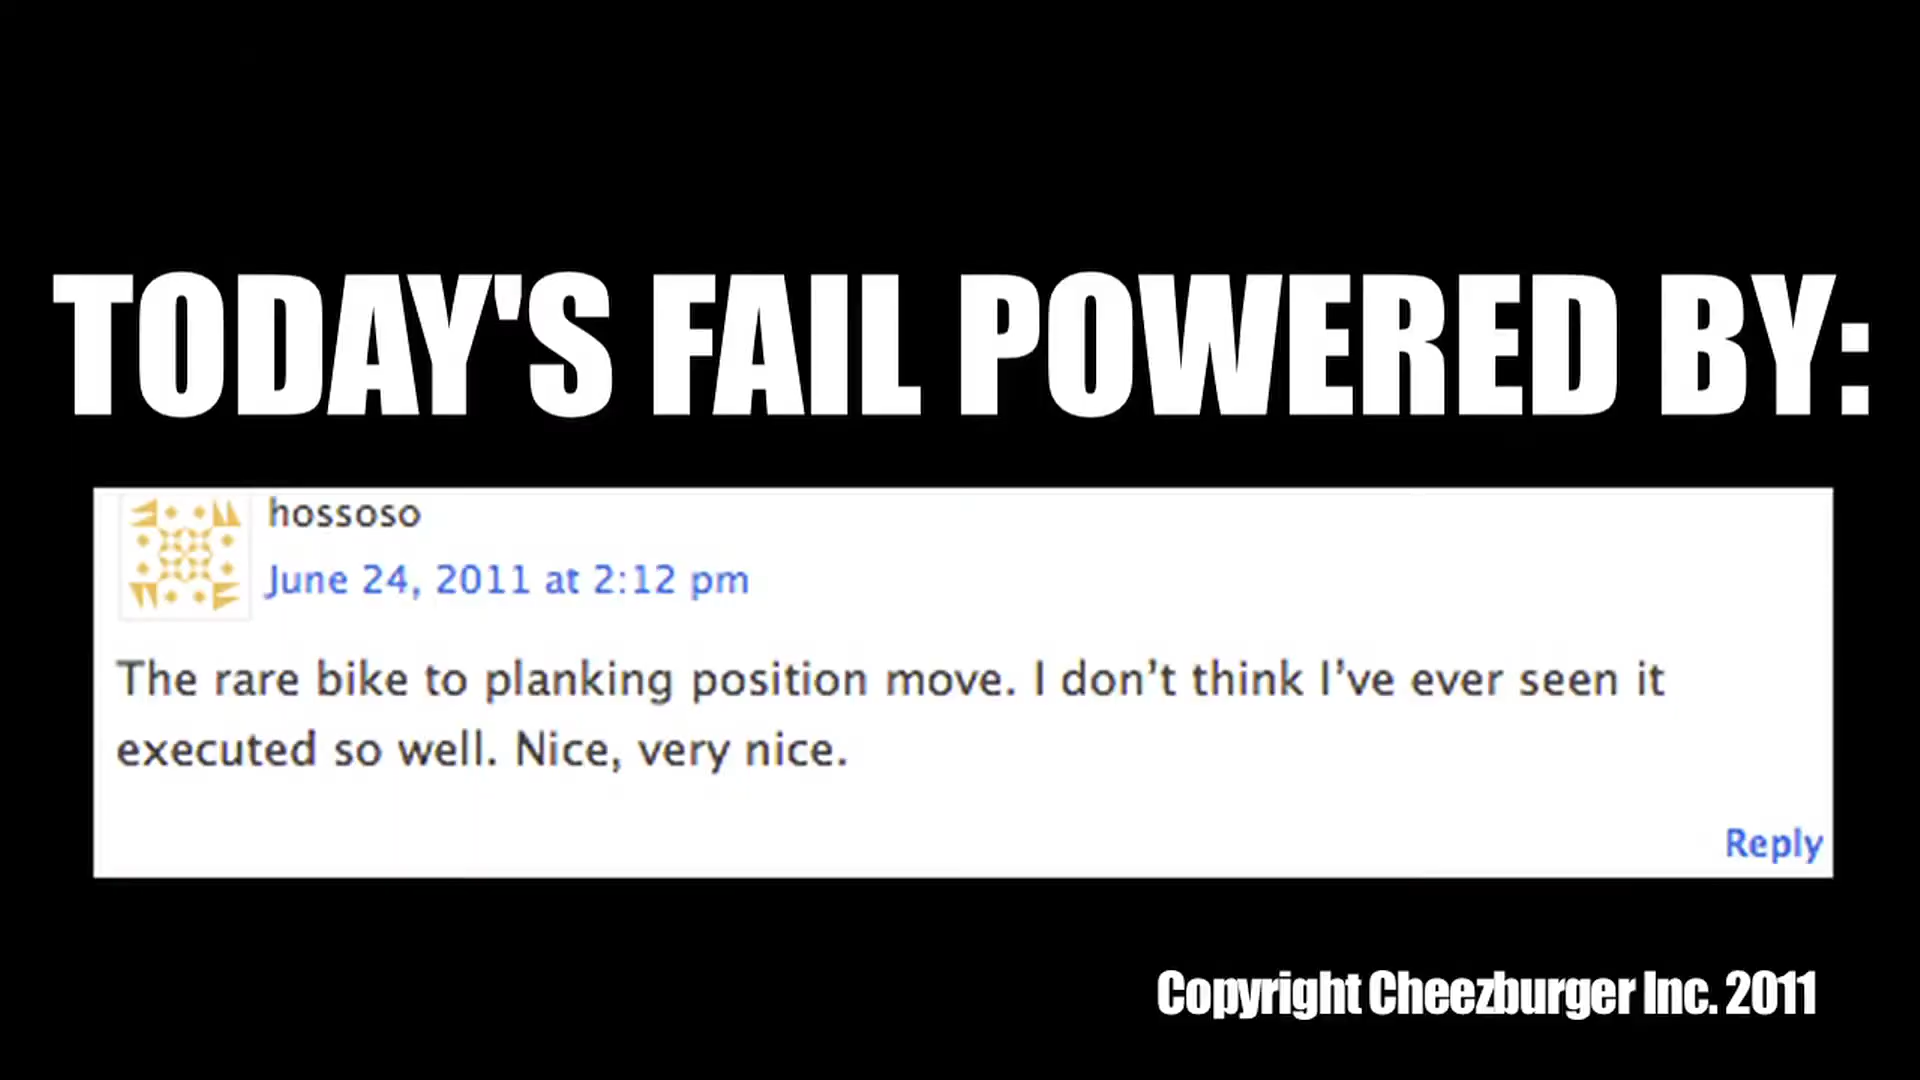 TODAY'S FAIL POWERED BY:
hossoso
June 24, 2011 at 2:12 pm
The rare bike to planking position move. I don't think I've ever seen it
executed so well. Nice, very nice.
Reply
Copyright Cheezburger Inc. 2011